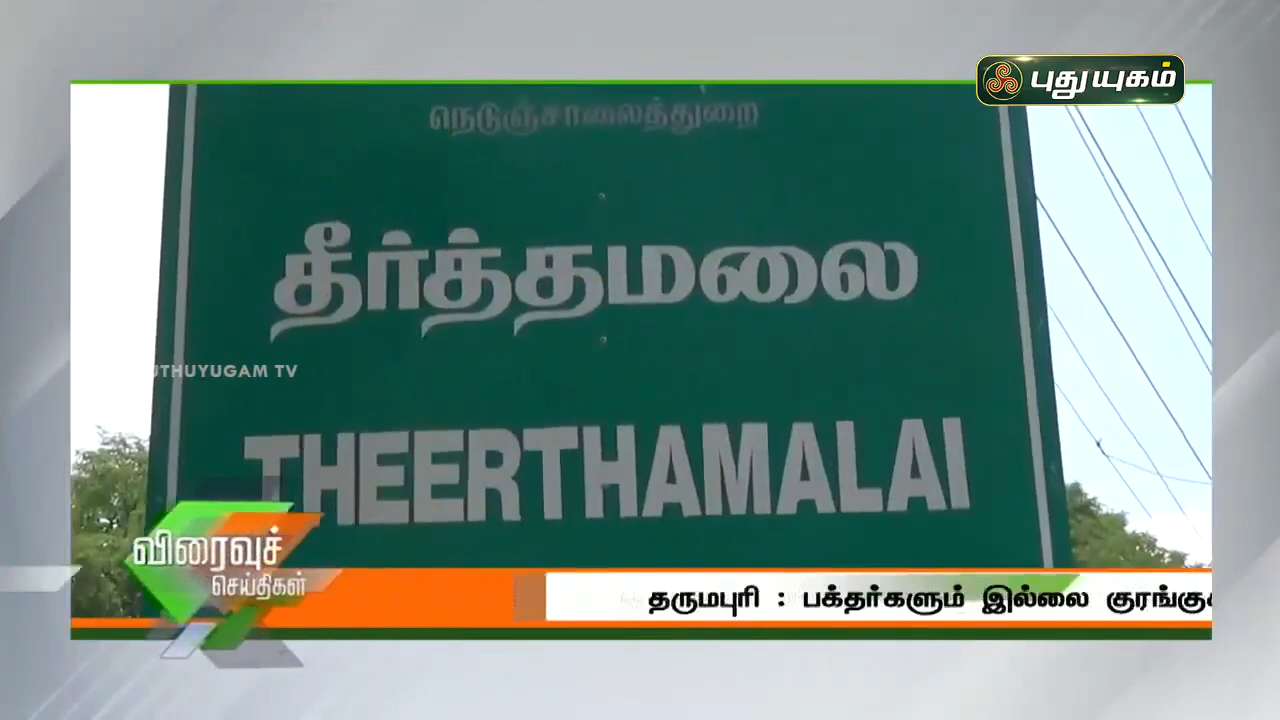 புதுயுகம்
நெடுஞ்சாலைத்துறை
தீர்த்தமலை
UTHUYUGAM TV
THEERTHAMALAI
விரைவுச்
செய்திகள்
தருமபுரி : பக்தர்களும் இல்லை